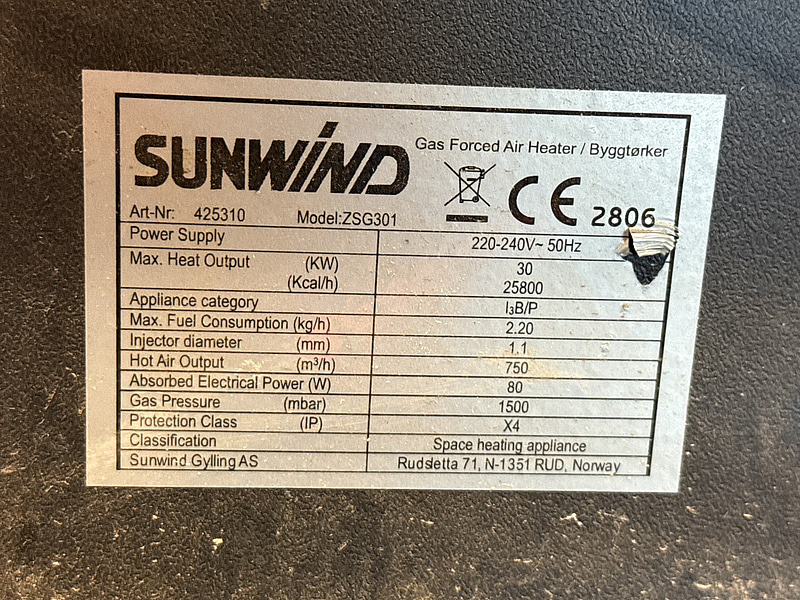 SUNWIND
Gas Forced Air Heater / Byggtørker
CE 2806
Art-Nr: 425310 Model:ZSG301
Power Supply 220-240V~ 50Hz
Max. Heat Output (KW) 30
(Kcal/h) 25800
Appliance category I₃B/P
Max. Fuel Consumption (kg/h) 2.20
Injector diameter (mm) 1.1
Hot Air Output (m³/h) 750
Absorbed Electrical Power (W) 80
Gas Pressure (mbar) 1500
Protection Class (IP) X4
Classification Space heating appliance
Sunwind Gylling AS Rudsletta 71, N-1351 RUD, Norway